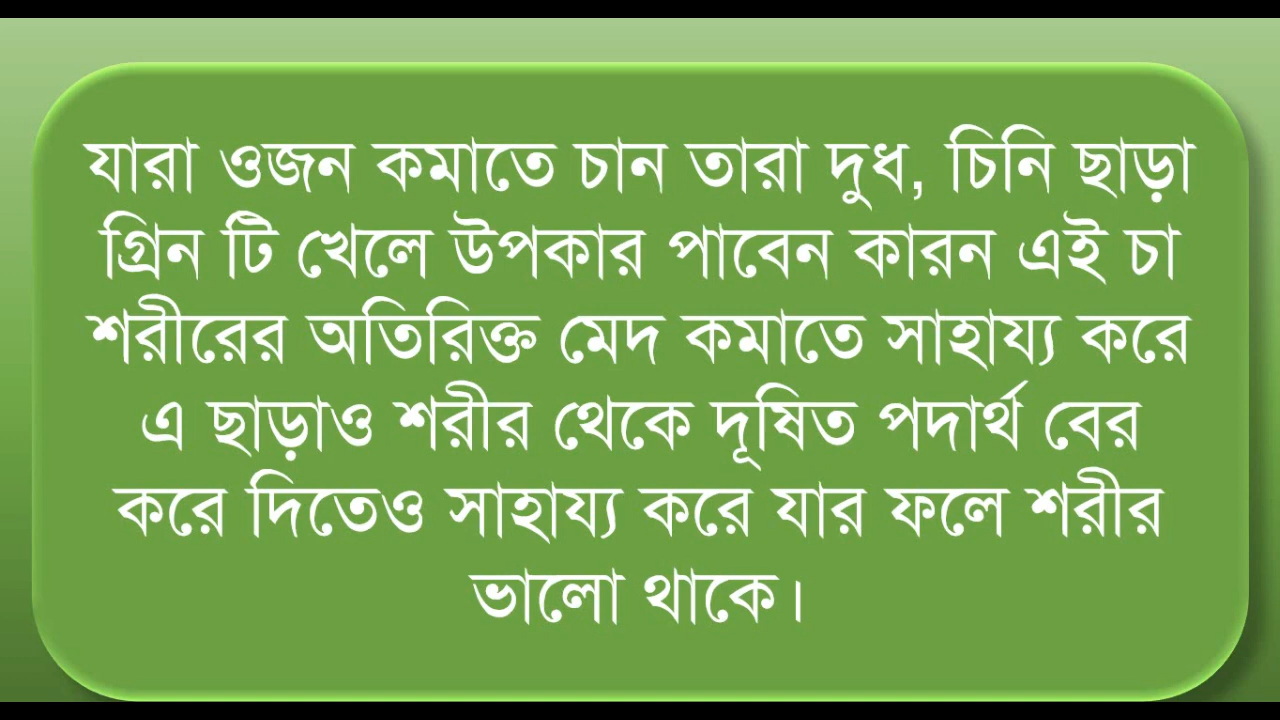 যারা ওজন কমাতে চান তারা দুধ, চিনি ছাড়া
গ্রিন টি খেলে উপকার পাবেন কারন এই চা
শরীরের অতিরিক্ত মেদ কমাতে সাহায্য করে
এ ছাড়াও শরীর থেকে দূষিত পদার্থ বের
করে দিতেও সাহায্য করে যার ফলে শরীর
ভালো থাকে।